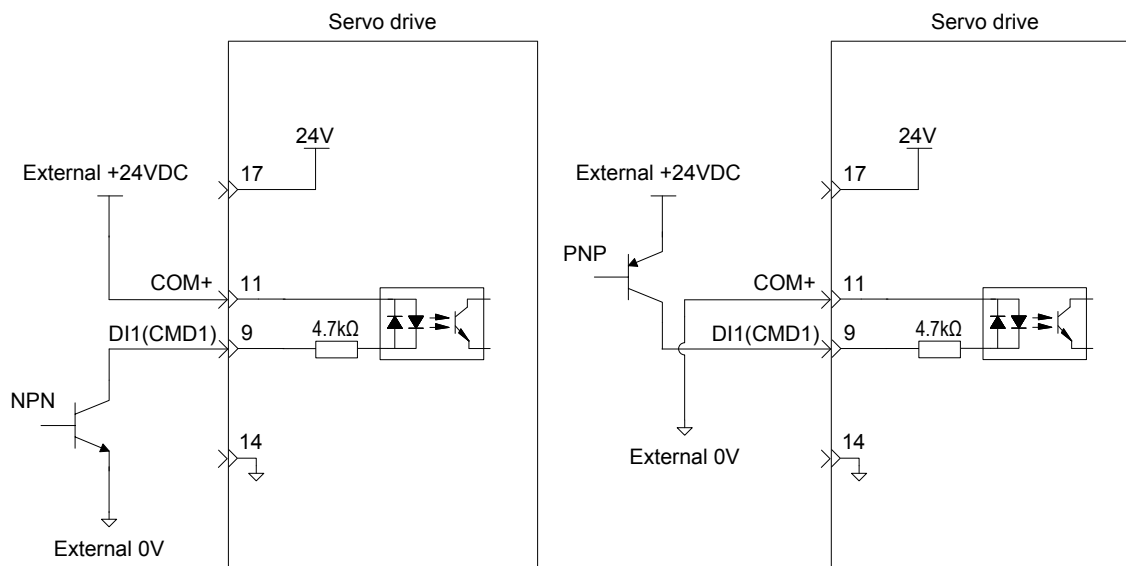 Servo drive
24V
17
External +24VDC
COM+
11
DI1(CMD1)
9
4.7kΩ
NPN
14
External 0V
Servo drive
24V
17
External +24VDC
PNP
COM+
11
DI1(CMD1)
9
4.7kΩ
14
External 0V